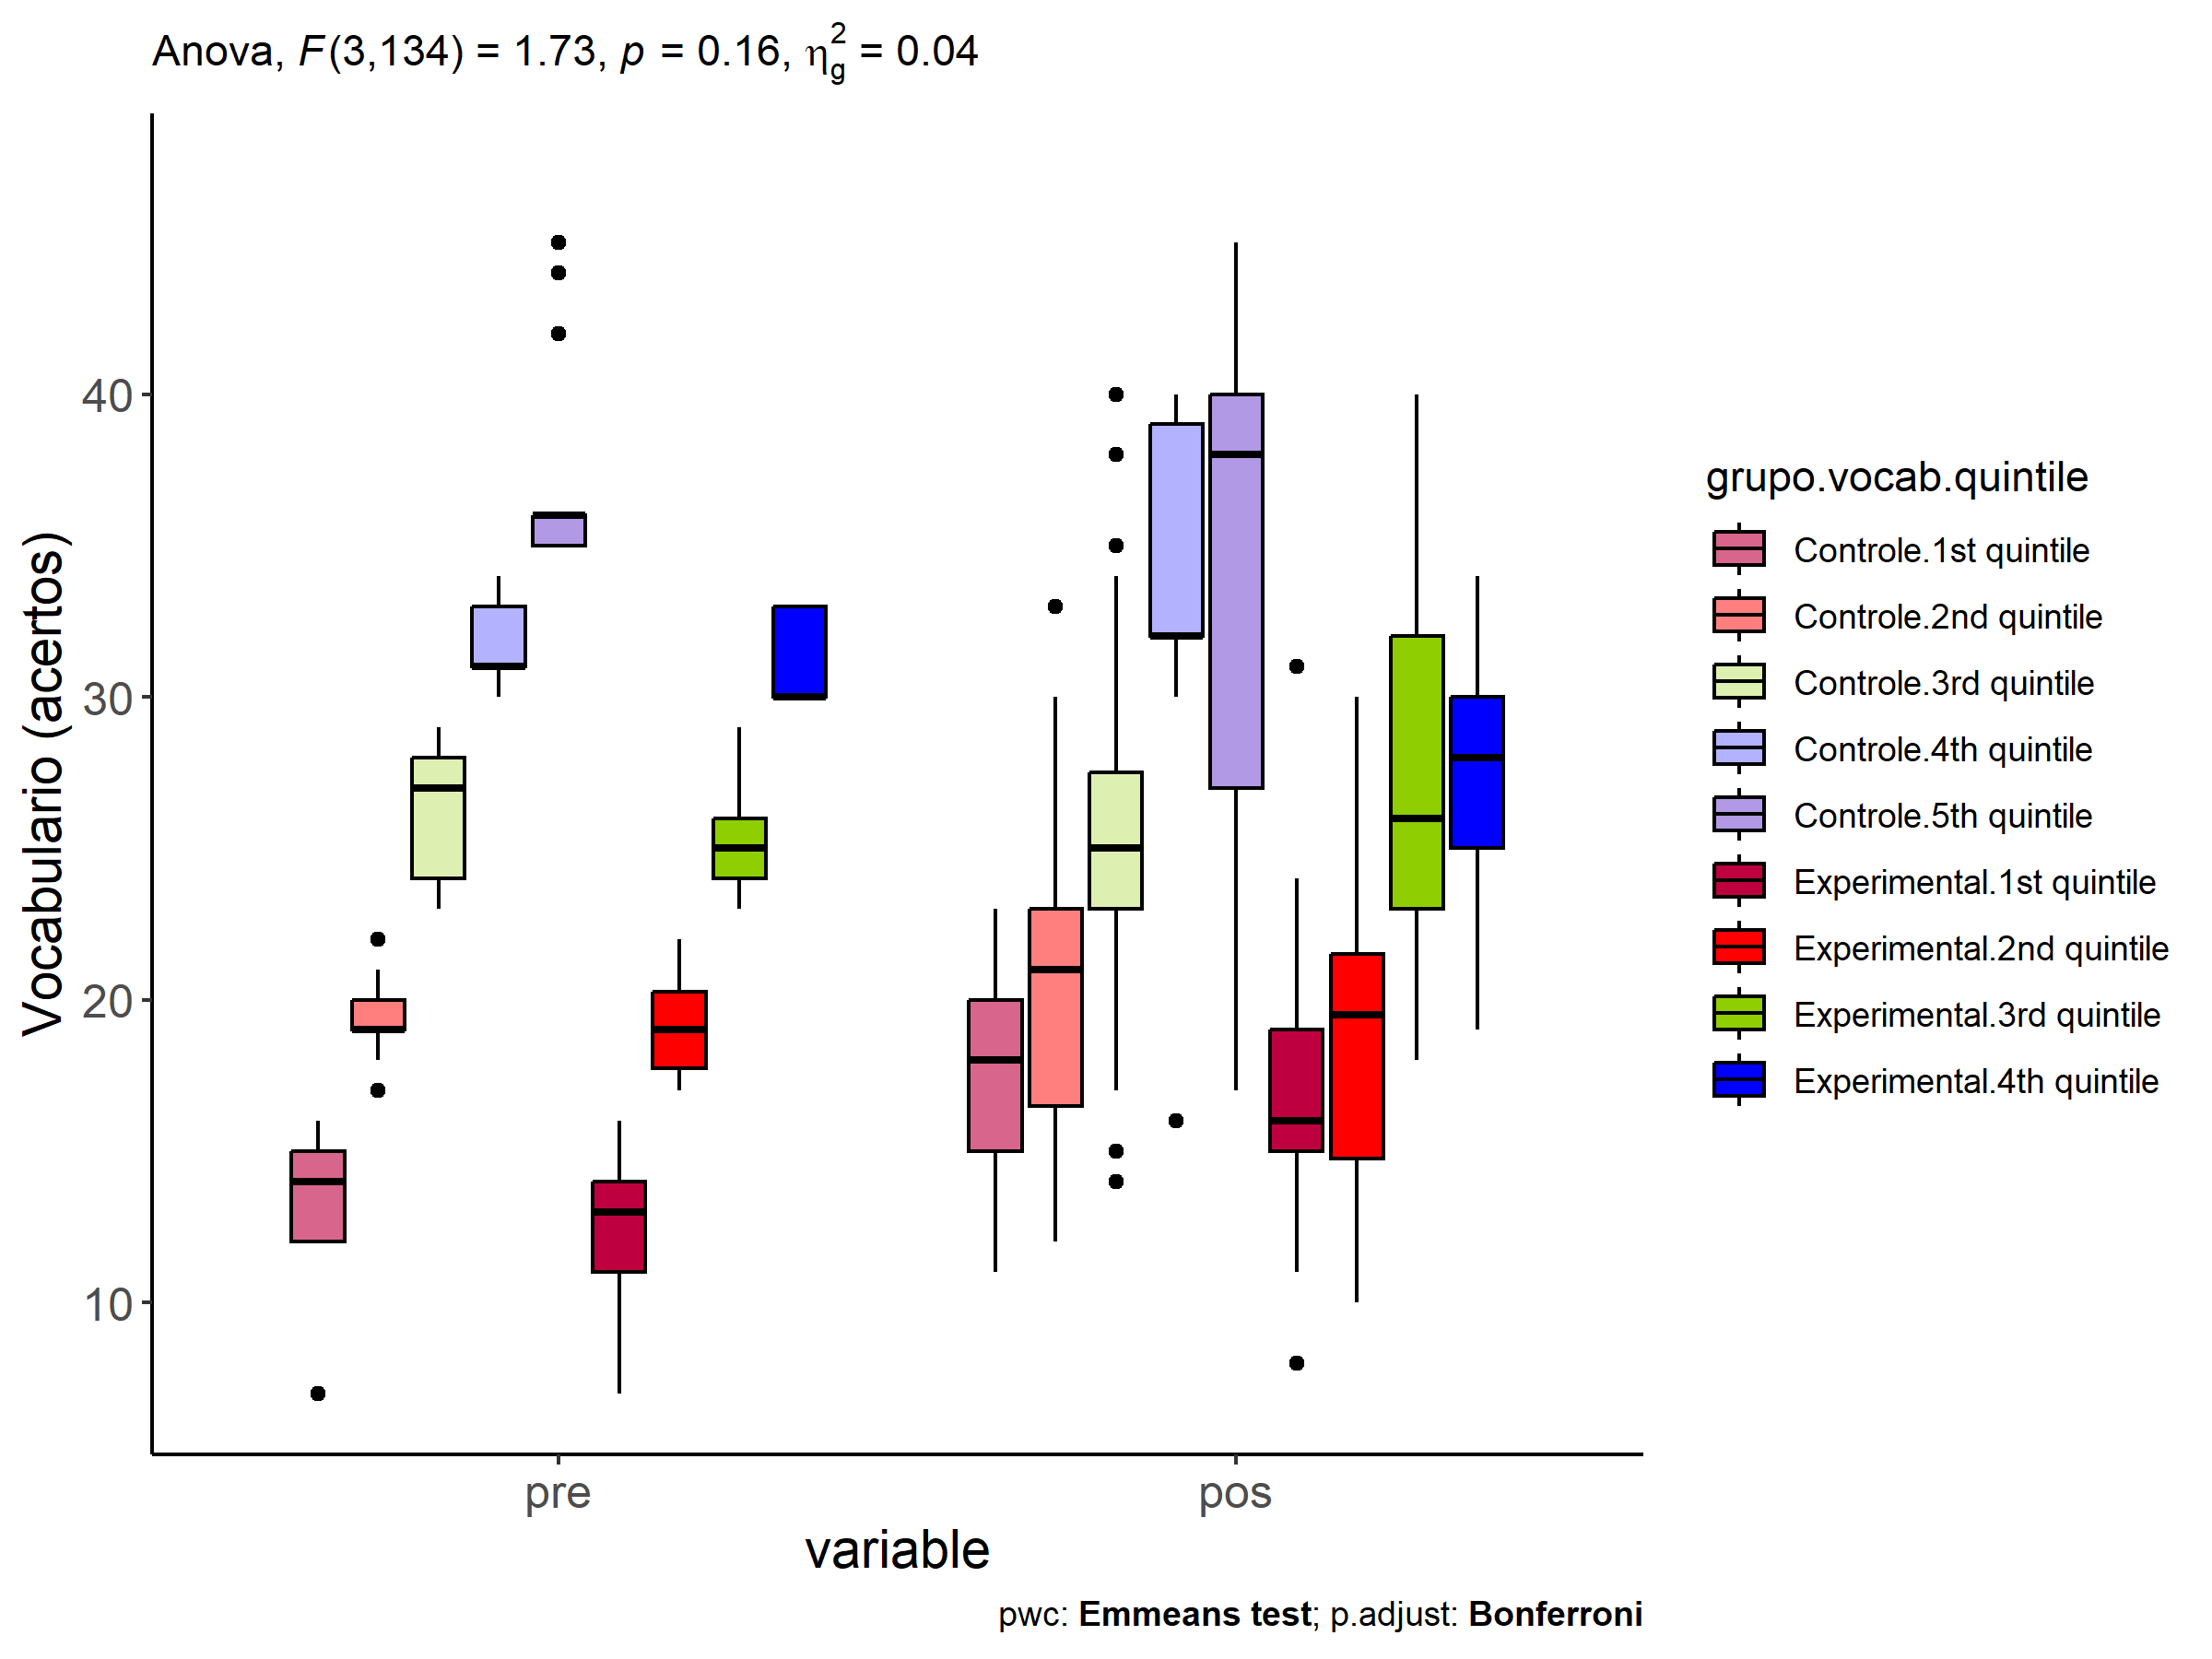 Anova, F(3,134) = 1.73, p = 0.16, η²g = 0.04
Vocabulario (acertos)
40
30
20
10
pre
pos
variable
pwc: Emmeans test; p.adjust: Bonferroni
grupo.vocab.quintile
Controle.1st quintile
Controle.2nd quintile
Controle.3rd quintile
Controle.4th quintile
Controle.5th quintile
Experimental.1st quintile
Experimental.2nd quintile
Experimental.3rd quintile
Experimental.4th quintile